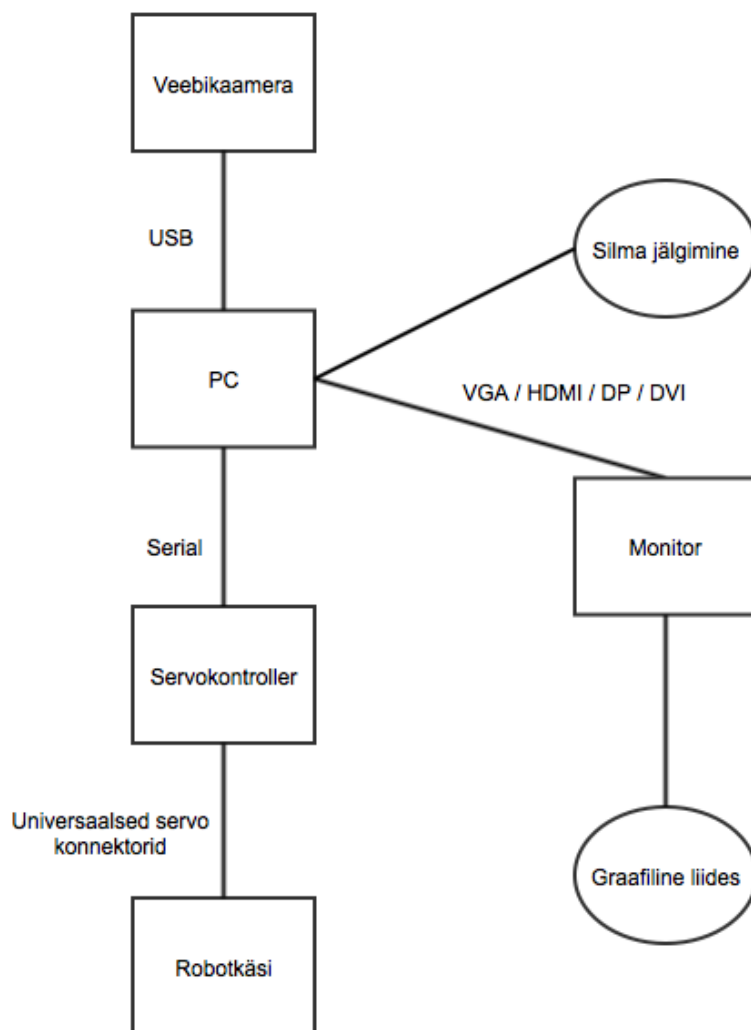 Veebikaamera
USB
Silma jälgimine
PC
VGA / HDMI / DP / DVI
Serial
Monitor
Servokontroller
Universaalsed servo
konnektorid
Graafiline liides
Robotkäsi